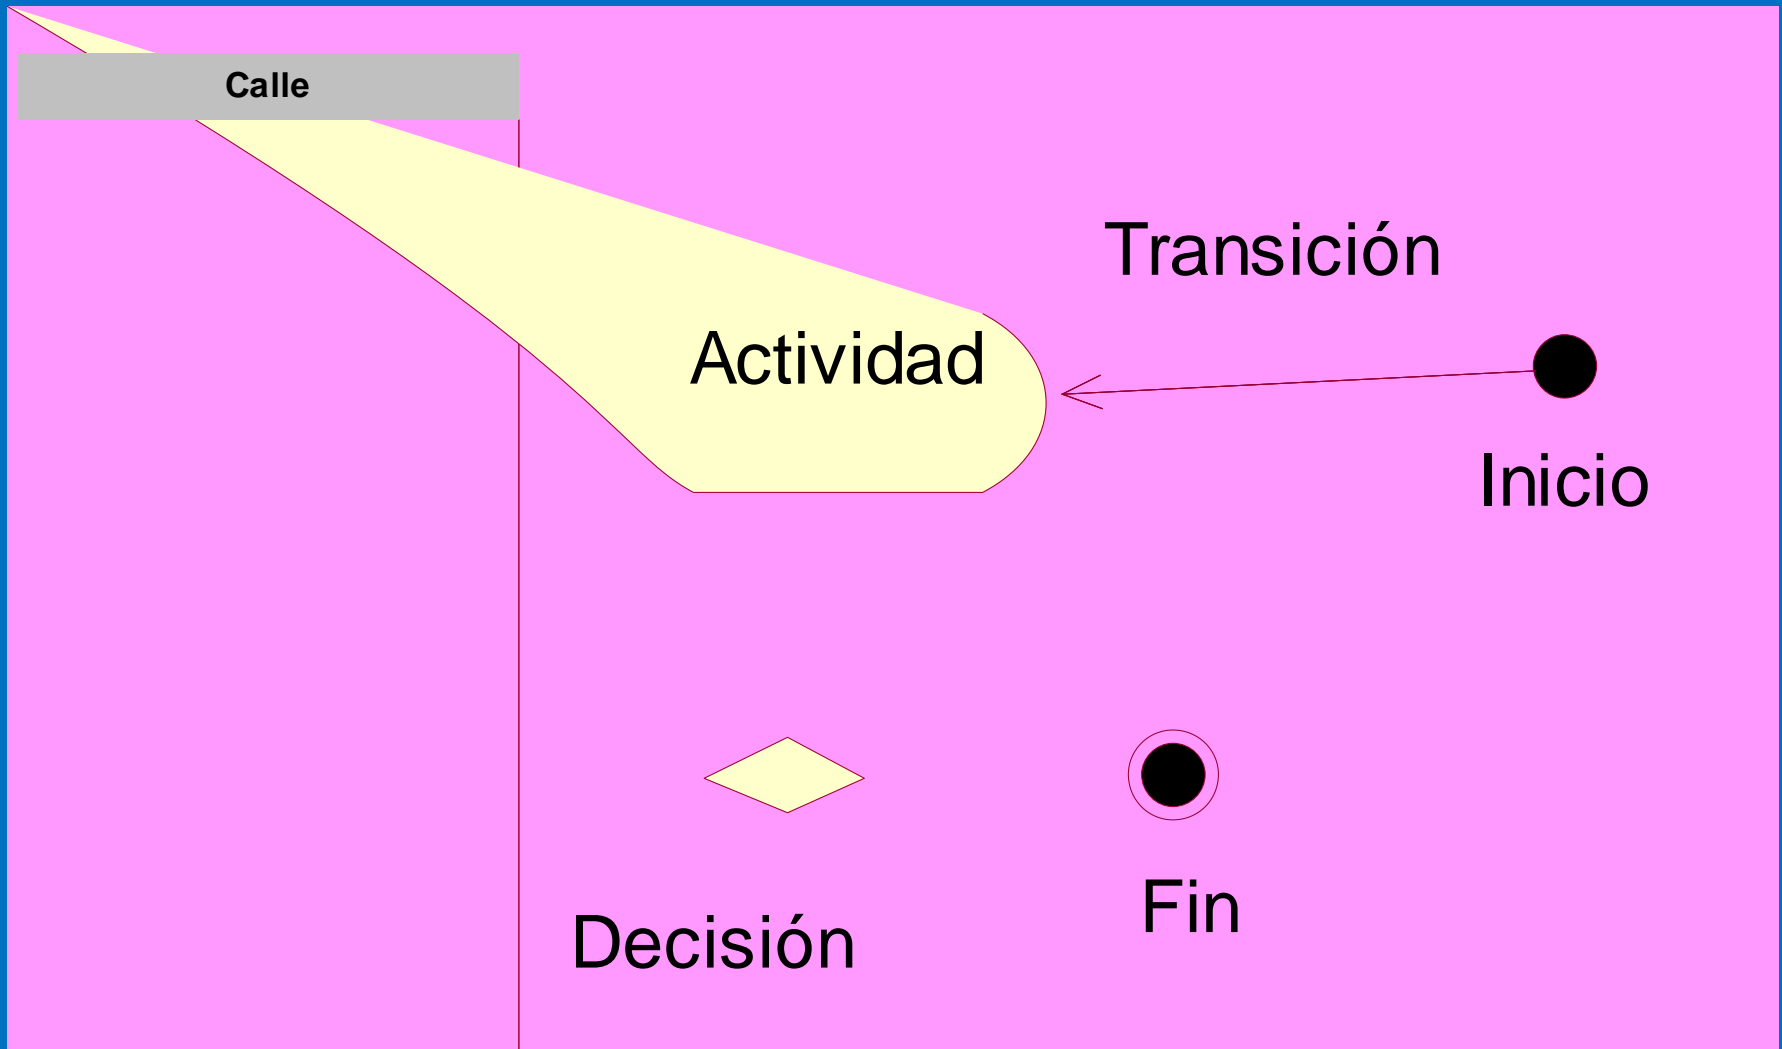 Calle
Transición
Actividad
Inicio
Fin
Decisión